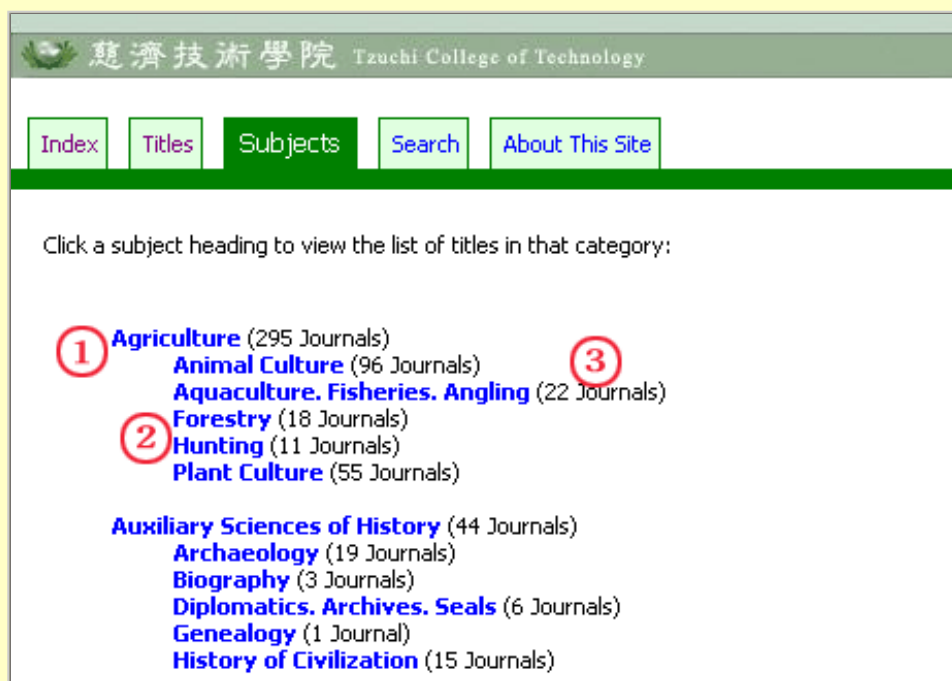 慈濟技術學院 Tzuchi College of Technology
Index Titles Subjects Search About This Site
Click a subject heading to view the list of titles in that category:
1 Agriculture (295 Journals)
Animal Culture (96 Journals) 3
Aquaculture. Fisheries. Angling (22 Journals)
Forestry (18 Journals)
2 Hunting (11 Journals)
Plant Culture (55 Journals)
Auxiliary Sciences of History (44 Journals)
Archaeology (19 Journals)
Biography (3 Journals)
Diplomatics. Archives. Seals (6 Journals)
Genealogy (1 Journal)
History of Civilization (15 Journals)